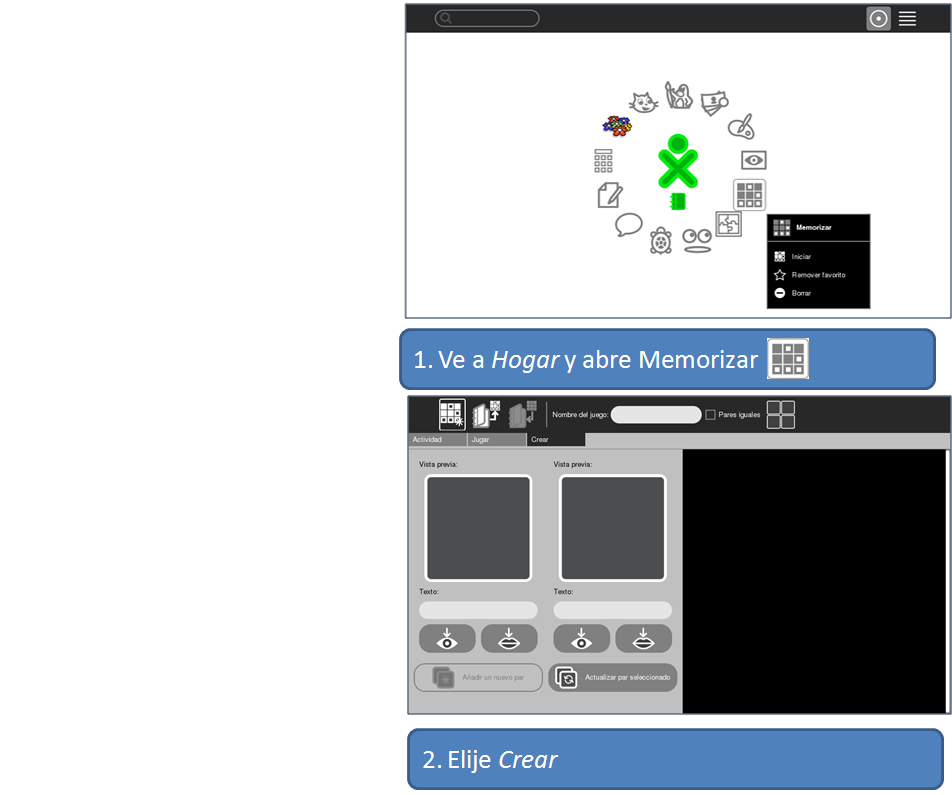 Memorizar
Iniciar
Remover favorito
Borrar
1. Ve a Hogar y abre Memorizar
Nombre del juego: Pares iguales
Actividad Jugar Crear
Vista previa: Vista previa:
Texto: Texto:
Añadir un nuevo par Actualizar par seleccionado
2. Elije Crear